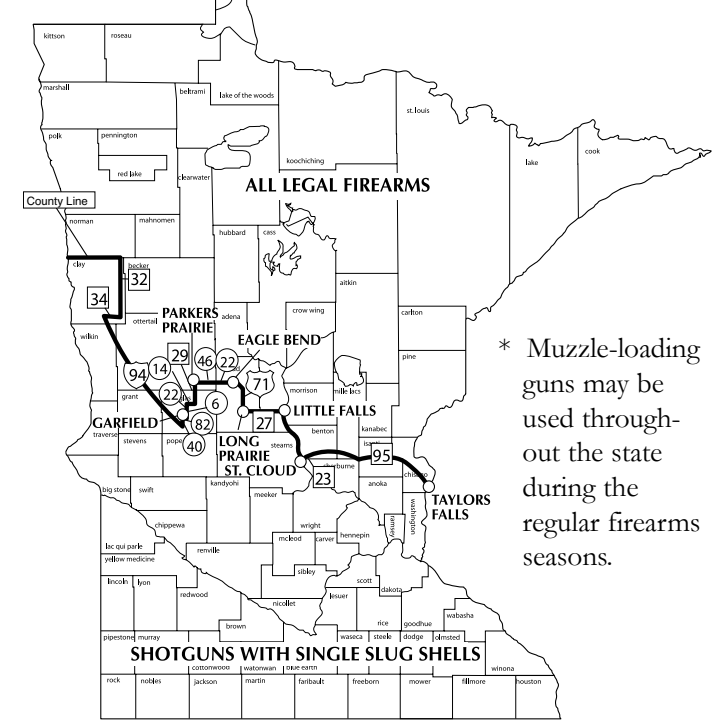 kittson
roseau
marshall
beltrami
lake of the woods
st. louis
polk
pennington
koochiching
lake
cook
red lake
clearwater
ALL LEGAL FIREARMS
County Line
norman
mahnomen
hubbard
cass
clay
becker
32
aitkin
34
crow wing
carlton
PARKERS
PRAIRIE
ottertail
adena
wilkin
EAGLE BEND
pine
29
46
22
94
14
71
mille lacs
morrison
grant
22
6
LITTLE FALLS
GARFIELD
82
27
kanabec
traverse
stevens
pope
40
LONG
PRAIRIE
benton
stearns
95
ST. CLOUD
23
anoka
TAYLORS
FALLS
big stone
swift
kandyohi
meeker
washington
chippewa
wright
ramsey
mcleod
carver
hennepin
lac qui parle
renville
yellow medicine
sibley
scott
lincoln
lyon
redwood
dakota
nicollet
lesuer
wabasha
brown
rice
goodhue
pipestone
murray
waseca
steele
dodge
olmsted
SHOTGUNS WITH SINGLE SLUG SHELLS
cottonwood
watonwan
blue earth
winona
rock
nobles
jackson
martin
faribault
freeborn
mower
fillmore
houston
* Muzzle-loading
guns may be
used through-
out the state
during the
regular firearms
seasons.